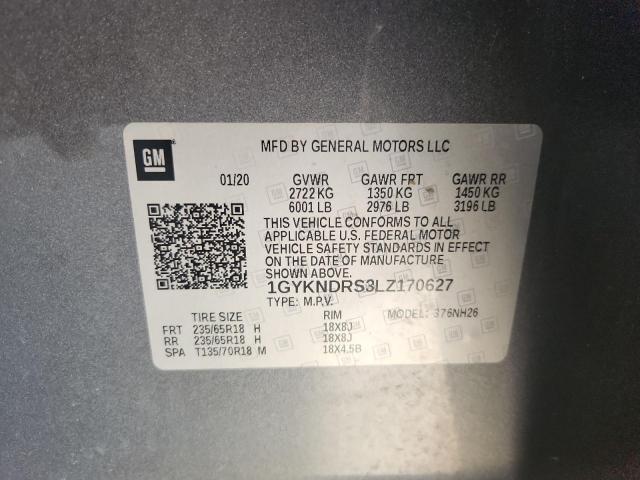 GM MFD BY GENERAL MOTORS LLC
01/20 GVWR GAWR FRT GAWR RR
2722 KG 1350 KG 1450 KG
6001 LB 2976 LB 3196 LB
THIS VEHICLE CONFORMS TO ALL
APPLICABLE U.S. FEDERAL MOTOR
VEHICLE SAFETY STANDARDS IN EFFECT
ON THE DATE OF MANUFACTURE
SHOWN ABOVE.
1GYKNDRS3LZ170627
TYPE: M.P.V.
TIRE SIZE RIM MODEL: 376NH26
FRT 235/65R18 H 18X8J
RR 235/65R18 H 18X8J
SPA T135/70R18 M 18X4.5B